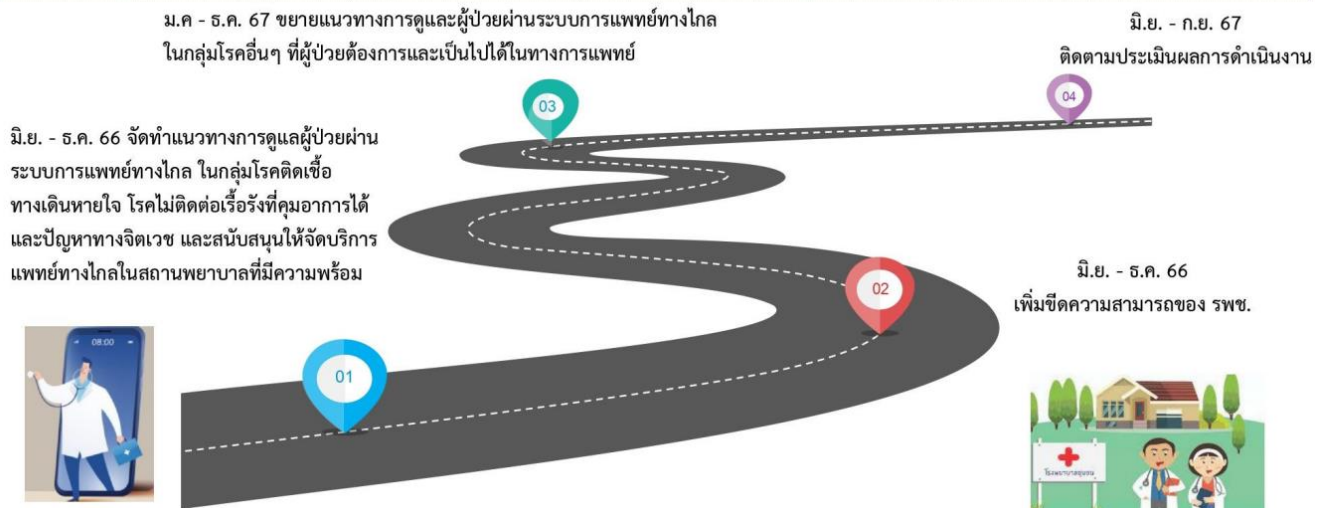 ม.ค - ธ.ค. 67 ขยายแนวทางการดูและผู้ป่วยผ่านระบบการแพทย์ทางไกล
ในกลุ่มโรคอื่นๆ ที่ผู้ป่วยต้องการและเป็นไปได้ในทางการแพทย์
มิ.ย. - ก.ย. 67
ติดตามประเมินผลการดำเนินงาน
03
04
มิ.ย. - ธ.ค. 66 จัดทำแนวทางการดูแลผู้ป่วยผ่าน
ระบบการแพทย์ทางไกล ในกลุ่มโรคติดเชื้อ
ทางเดินหายใจ โรคไม่ติดต่อเรื้อรังที่คุมอาการได้
และปัญหาทางจิตเวช และสนับสนุนให้จัดบริการ
แพทย์ทางไกลในสถานพยาบาลที่มีความพร้อม
02
มิ.ย. - ธ.ค. 66
เพิ่มขีดความสามารถของ รพช.
08:00
01
โรงพยาบาลชุมชน